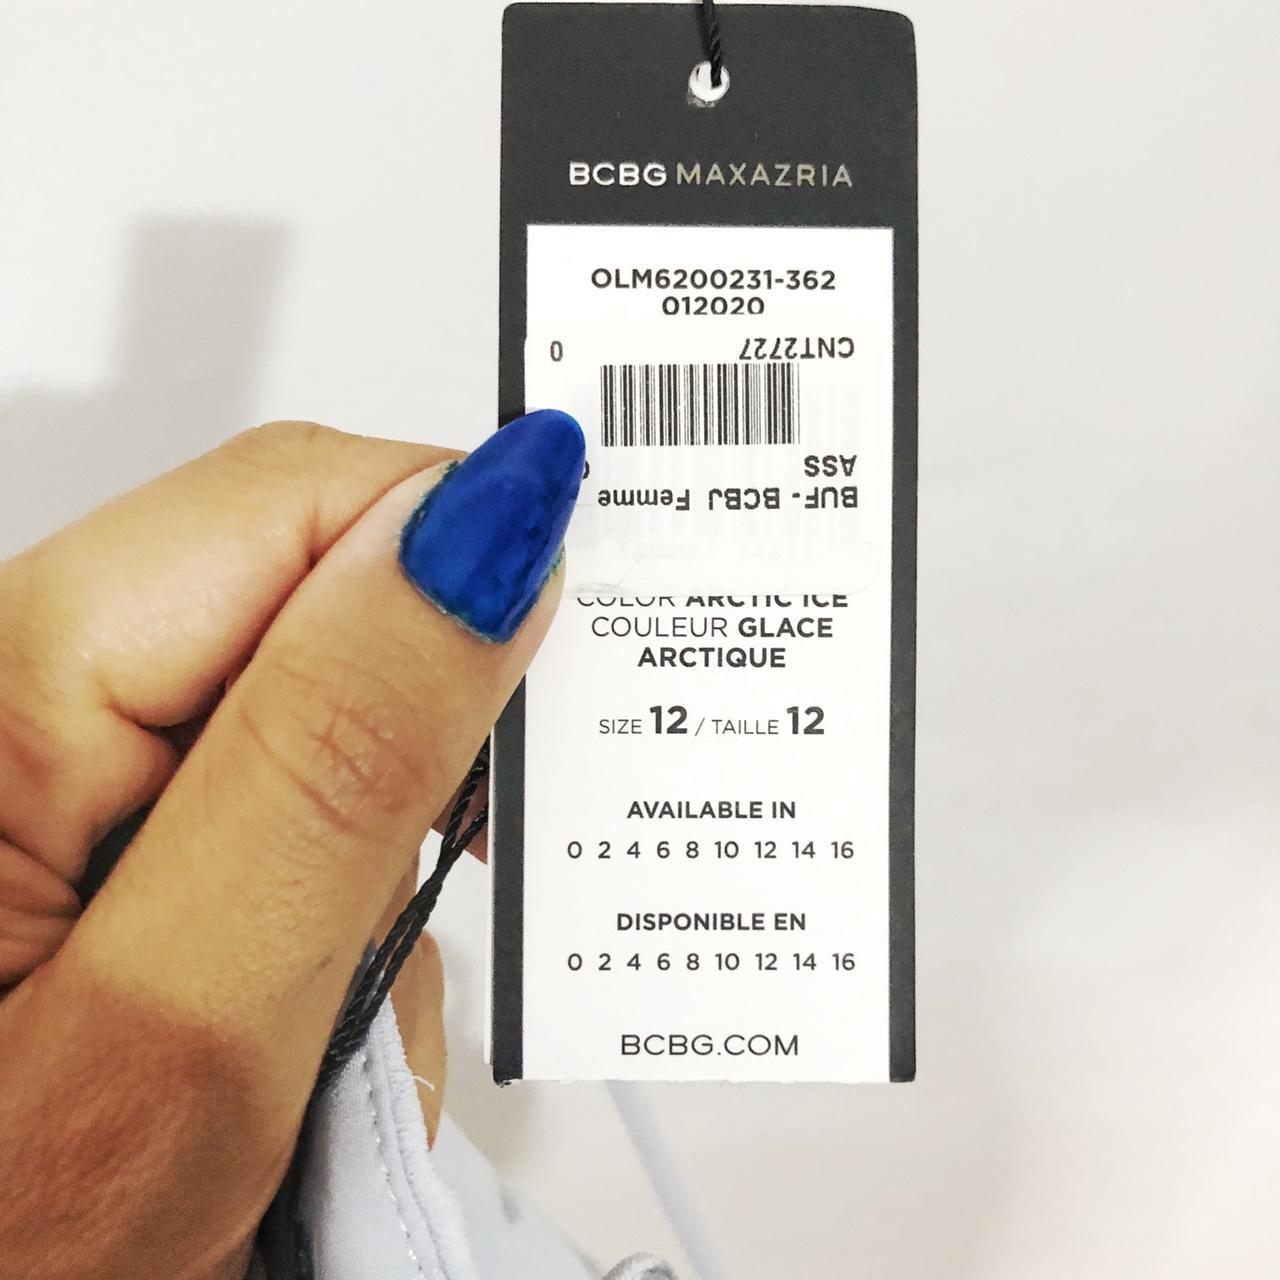 BCBGMAXAZRIA
OLM6200231-362
012020
0 CNT2727
ASS
BUF- BCBJ Femme
COLOR ARCTIC ICE
COULEUR GLACE
ARCTIQUE
SIZE 12 / TAILLE 12
AVAILABLE IN
0 2 4 6 8 10 12 14 16
DISPONIBLE EN
0 2 4 6 8 10 12 14 16
BCBG.COM